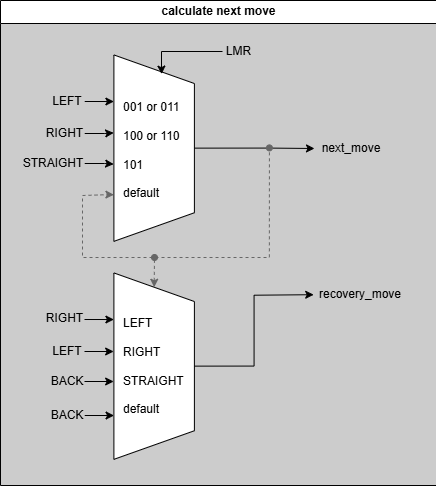 calculate next move
LMR
LEFT
001 or 011
RIGHT
100 or 110
STRAIGHT
101
default
next_move
RIGHT
LEFT
LEFT
RIGHT
BACK
STRAIGHT
BACK
default
recovery_move